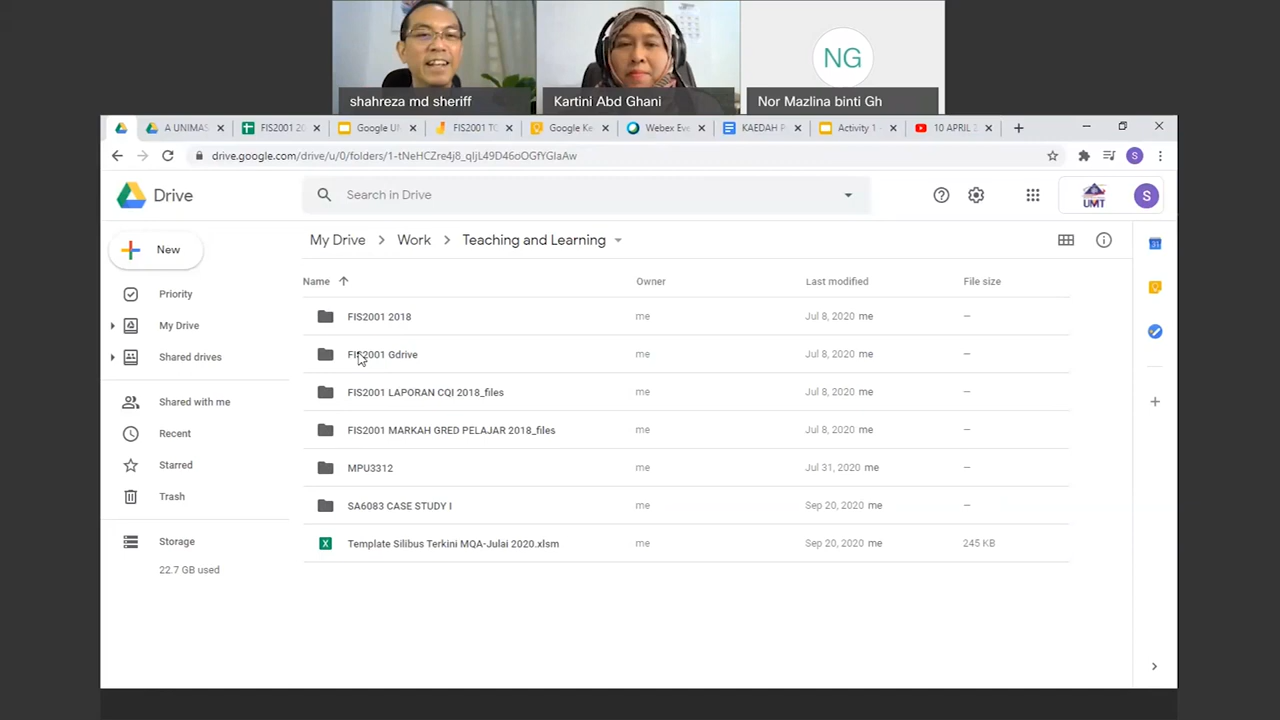 NG
shahreza md sheriff
Kartini Abd Ghani
Nor Mazlina binti Gh
A UNIMAS
FIS2001 20
Google U
FIS2001 TO
Google Ke
Webex Eve
KAEDAH P
Activity 1 -
10 APRIL 2
drive.google.com/drive/u/0/folders/
S
Drive
Search in Drive
UMT
S
New
My Drive
Work
Teaching and Learning
31
Priority
My Drive
Shared drives
Shared with me
Recent
Starred
Trash
Storage
22.7 GB used
Name
Owner
Last modified
File size
FIS2001 2018
me
Jul 8, 2020 me
–
FIS2001 Gdrive
me
Jul 8, 2020 me
–
FIS2001 LAPORAN CQI 2018_files
me
Jul 8, 2020 me
–
FIS2001 MARKAH GRED PELAJAR 2018_files
me
Jul 8, 2020 me
–
MPU3312
me
Jul 31, 2020 me
–
SA6083 CASE STUDY I
me
Sep 20, 2020 me
–
X
Template Silibus Terkini MQA-Julai 2020.xlsm
me
Sep 20, 2020 me
245 KB